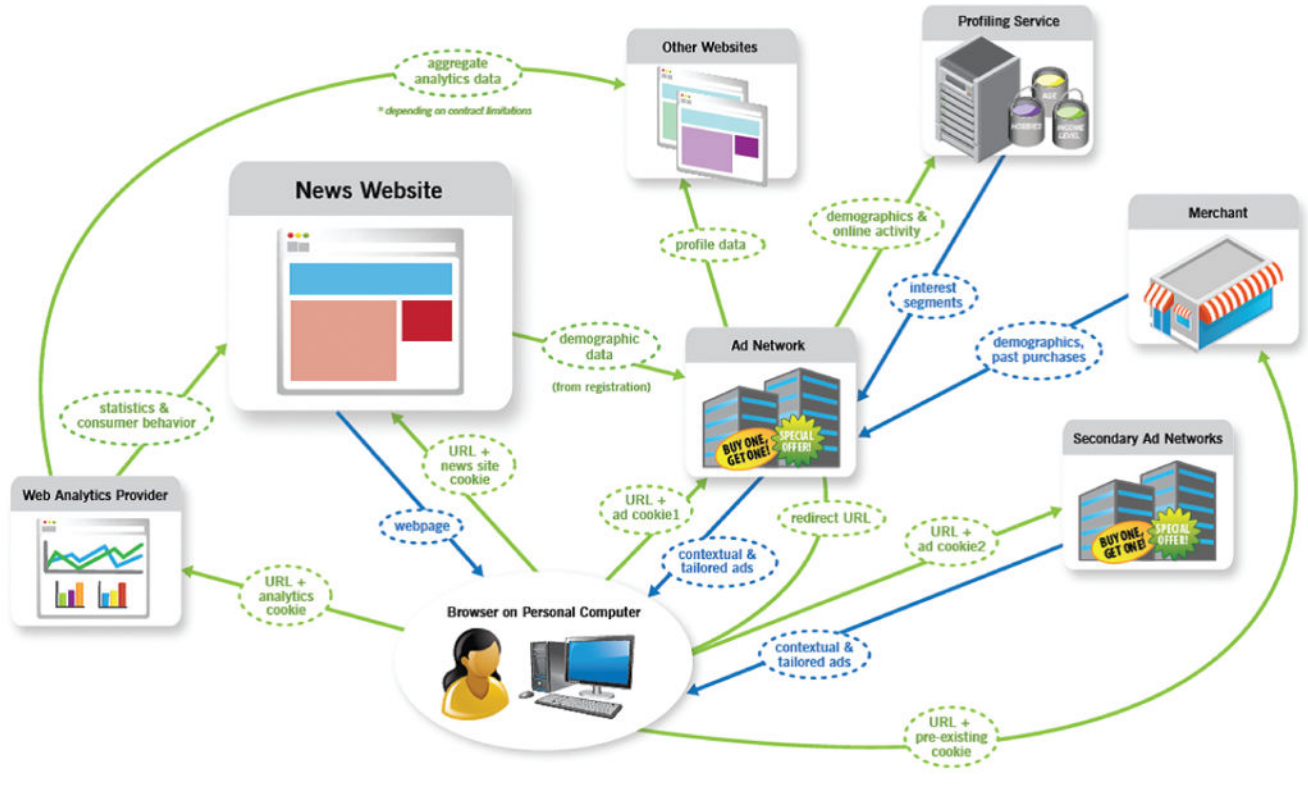 Profiling Service
AGE
HOBBIES
INCOME
LEVEL
Other Websites
aggregate
analytics data
* depending on contract limitations
News Website
demographics &
online activity
profile data
Merchant
interest
segments
demographic
data
(from registration)
Ad Network
BUY ONE,
GET ONE!
SPECIAL
OFFER!
demographics,
past purchases
statistics &
consumer behavior
URL +
news site
cookie
Secondary Ad Networks
BUY ONE,
GET ONE!
SPECIAL
OFFER!
Web Analytics Provider
webpage
URL +
ad cookie1
redirect URL
URL +
ad cookie2
contextual &
tailored ads
URL +
analytics
cookie
Browser on Personal Computer
contextual &
tailored ads
URL +
pre-existing
cookie